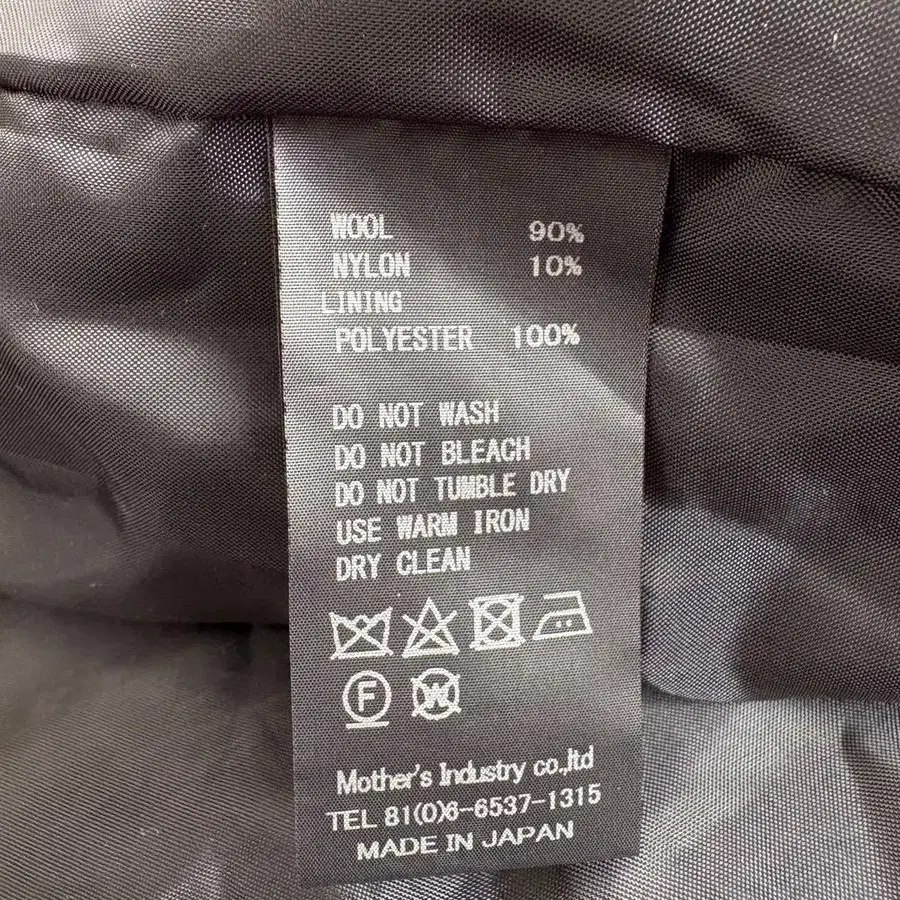 WOOL 90%
NYLON 10%
LINING
POLYESTER 100%
DO NOT WASH
DO NOT BLEACH
DO NOT TUMBLE DRY
USE WARM IRON
DRY CLEAN
F W
Mother's Industry co.,ltd
TEL 81(0)6-6537-1315
MADE IN JAPAN